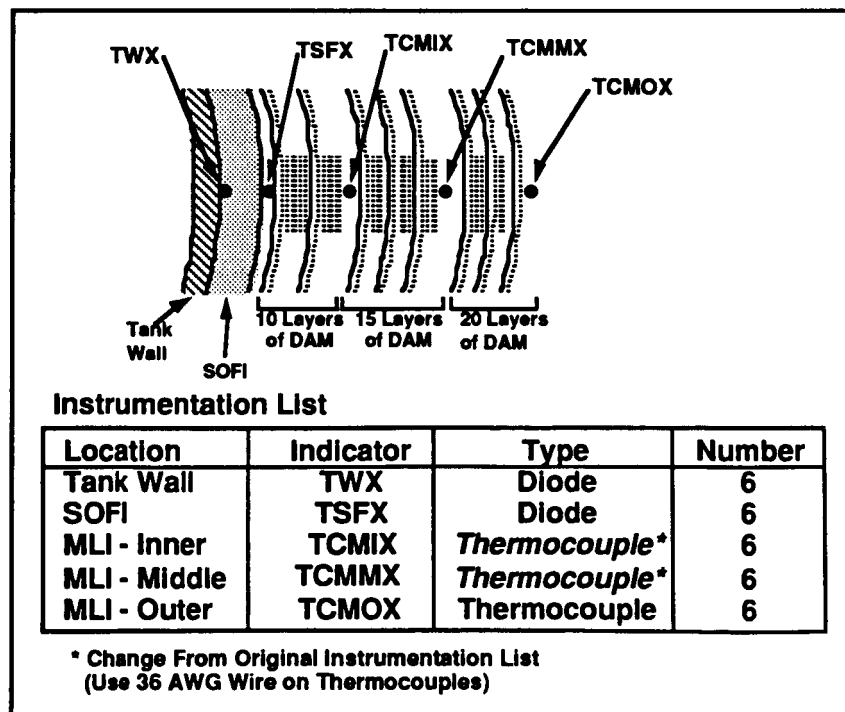 TWX
TSFX
TCMIX
TCMMX
TCMOX
Tank
Wall
SOFI
10 Layers
of DAM
15 Layers
of DAM
20 Layers
of DAM
Instrumentation List
Location Indicator Type Number
Tank Wall TWX Diode 6
SOFI TSFX Diode 6
MLI - Inner TCMIX Thermocouple* 6
MLI - Middle TCMMX Thermocouple* 6
MLI - Outer TCMOX Thermocouple 6
* Change From Original Instrumentation List
(Use 36 AWG Wire on Thermocouples)